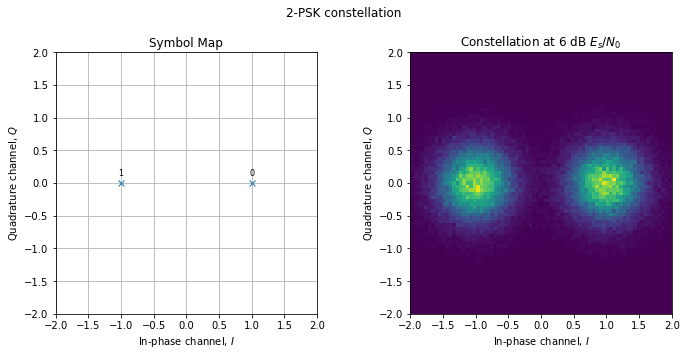 2-PSK constellation
Symbol Map
2.0
1.5
1.0
0.5
0.0
−0.5
−1.0
−1.5
−2.0
Quadrature channel, Q
1
0
−2.0 −1.5 −1.0 −0.5 0.0 0.5 1.0 1.5 2.0
In-phase channel, I
Constellation at 6 dB Es/N0
2.0
1.5
1.0
0.5
0.0
−0.5
−1.0
−1.5
−2.0
Quadrature channel, Q
−2.0 −1.5 −1.0 −0.5 0.0 0.5 1.0 1.5 2.0
In-phase channel, I